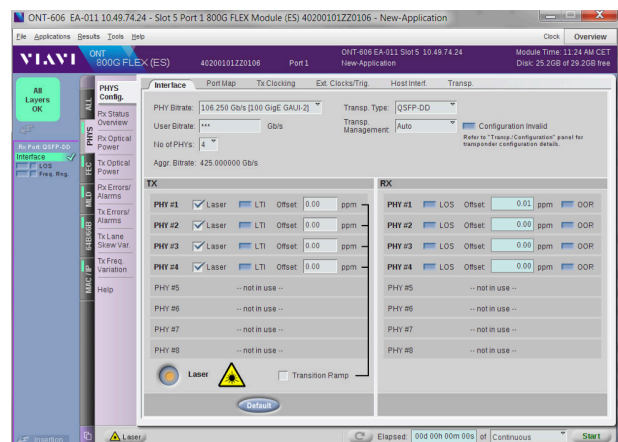 ONT-606 EA-011 10.49.74.24 - Slot 5 Port 1 800G FLEX Module (ES) 40200101ZZ0106 - New-Application
File Applications Results Tools Help Clock Overview
VIAVI ONT 800G FLEX (ES) 40200101ZZ0106 Port 1 ONT-606 EA-011 Slot 5 10.49.74.24 New-Application Module Time: 11:24 AM CET Disk: 25.2GB of 29.2GB free
All Layers OK
Rx Port: QSFP-DD
Interface
LOS
Freq. Rng.
Insertion
ALL
PHYS
FEC
MLD
64B/66B
MAC / IP
PHYS Config.
Rx Status Overview
Rx Optical Power
Tx Optical Power
Rx Errors/ Alarms
Tx Errors/ Alarms
Tx Lane Skew Var.
Tx Freq. Variation
Help
Interface Port Map Tx Clocking Ext. Clocks/Trig. Host Interf. Transp.
PHY Bitrate: 106.250 Gb/s [100 GigE GAUI-2] Transp. Type: QSFP-DD
User Bitrate: *** Gb/s Transp. Management: Auto Configuration Invalid
Refer to "Transp./Configuration" panel for
transponder configuration details.
No of PHYs: 4
Aggr. Bitrate: 425.000000 Gb/s
TX RX
PHY #1 Laser LTI Offset: 0.00 ppm PHY #1 LOS Offset: 0.01 ppm OOR
PHY #2 Laser LTI Offset: 0.00 ppm PHY #2 LOS Offset: 0.00 ppm OOR
PHY #3 Laser LTI Offset: 0.00 ppm PHY #3 LOS Offset: 0.00 ppm OOR
PHY #4 Laser LTI Offset: 0.00 ppm PHY #4 LOS Offset: 0.00 ppm OOR
PHY #5 -- not in use -- PHY #5 -- not in use --
PHY #6 -- not in use -- PHY #6 -- not in use --
PHY #7 -- not in use -- PHY #7 -- not in use --
PHY #8 -- not in use -- PHY #8 -- not in use --
Laser Transition Ramp
Default
Laser Elapsed: 00d 00h 00m 00s of Continuous Start